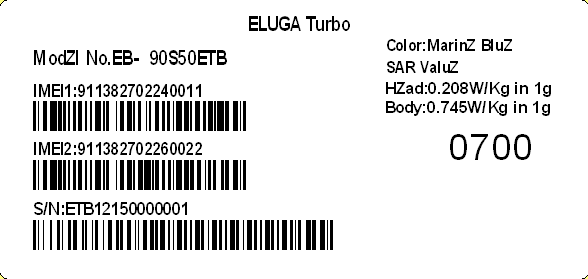 ELUGA Turbo
ModZl No.EB- 90S50ETB
IMEI1:911382702240011
IMEI2:911382702260022
S/N:ETB12150000001
Color:MarinZ BluZ
SAR ValuZ
HZad:0.208W/Kg in 1g
Body:0.745W/Kg in 1g
0700